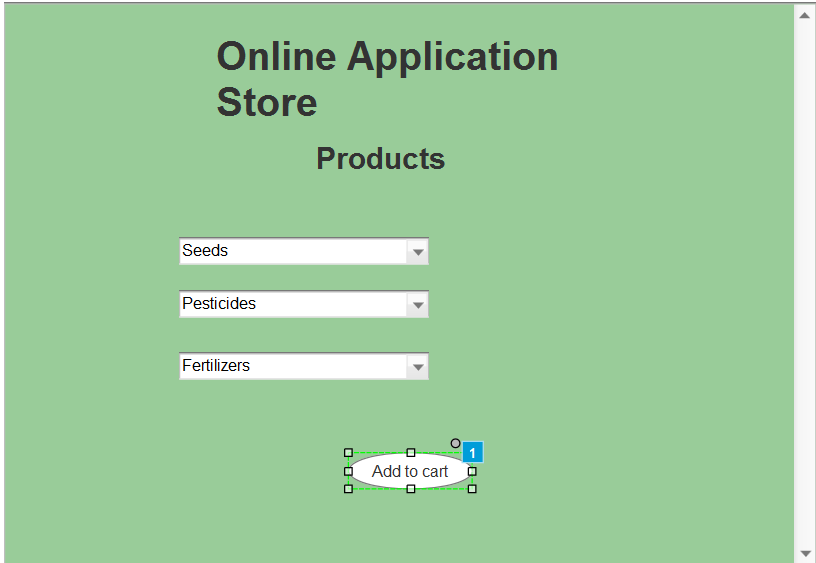 Online Application
Store
Products
Seeds
Pesticides
Fertilizers
1
Add to cart